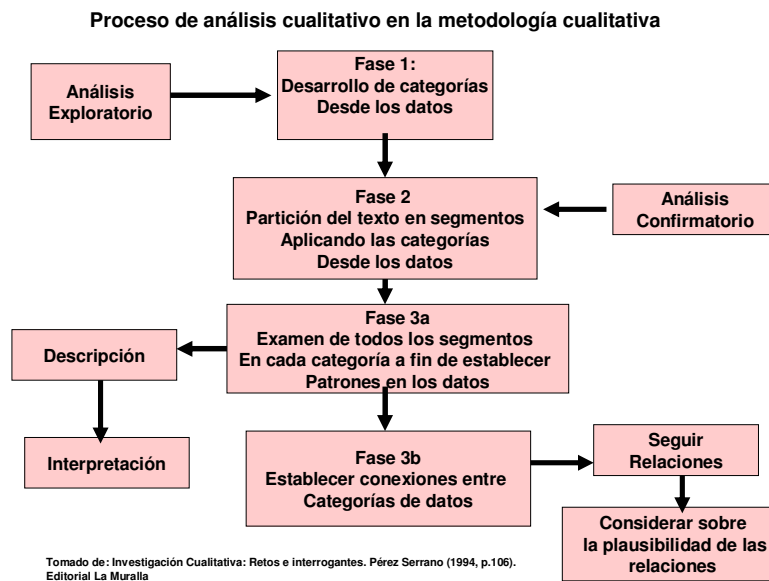 Proceso de análisis cualitativo en la metodología cualitativa
Análisis
Exploratorio
Fase 1:
Desarrollo de categorías
Desde los datos
Fase 2
Partición del texto en segmentos
Aplicando las categorías
Desde los datos
Análisis
Confirmatorio
Fase 3a
Examen de todos los segmentos
En cada categoría a fin de establecer
Patrones en los datos
Descripción
Interpretación
Fase 3b
Establecer conexiones entre
Categorías de datos
Seguir
Relaciones
Considerar sobre
la plausibilidad de las
relaciones
Tomado de: Investigación Cualitativa: Retos e interrogantes. Pérez Serrano (1994, p.106).
Editorial La Muralla